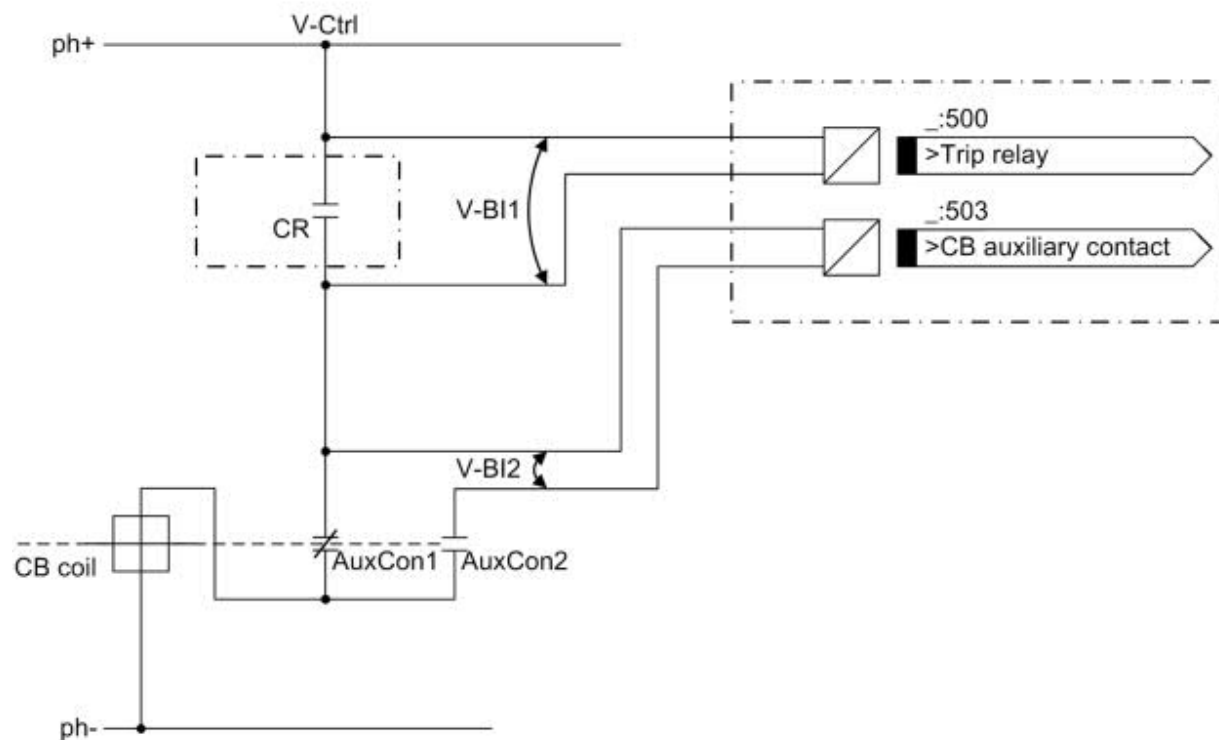 V-Ctrl
ph+
_:500
>Trip relay
V-BI1
CR
_:503
>CB auxiliary contact
V-BI2
CB coil
AuxCon1
AuxCon2
ph-